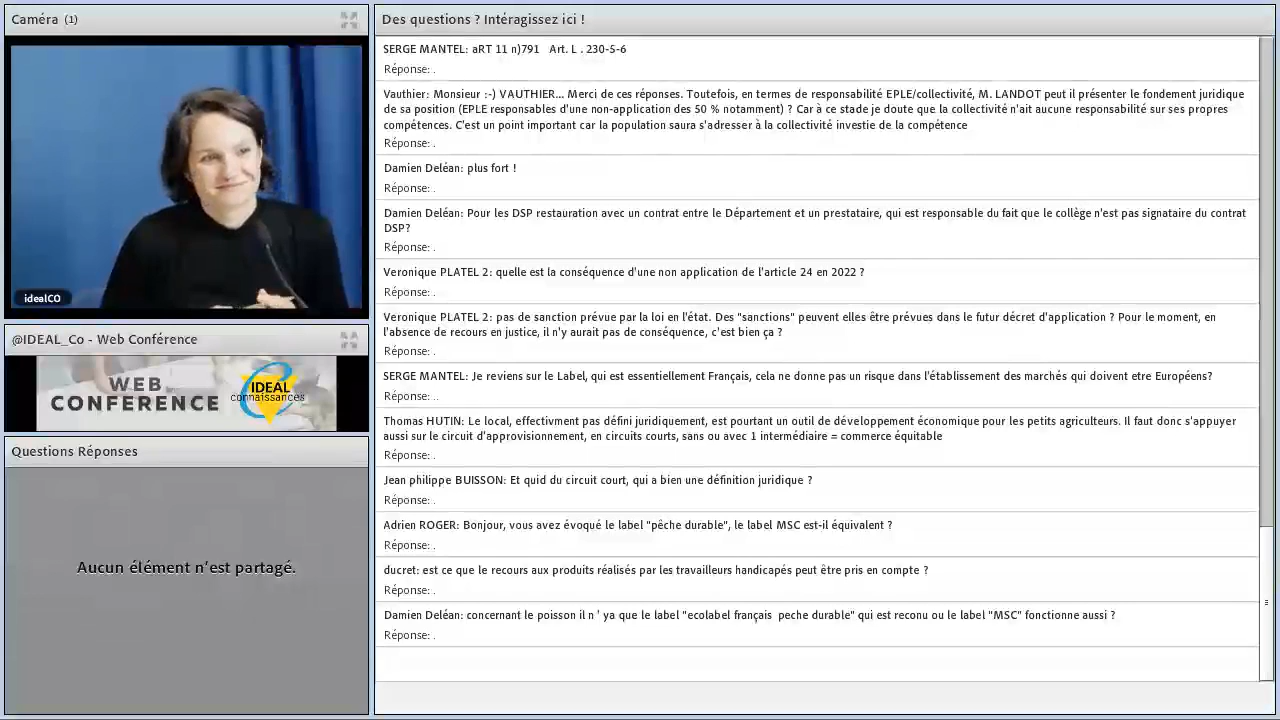 Caméra (1)
idealCO
@IDEAL_Co - Web Conférence
WEB
CONFERENCE
IDEAL
connaissances
Questions Réponses
Aucun élément n'est partagé.
Des questions ? Intéragissez ici !
SERGE MANTEL: aRT 11 n)791 Art. L . 230-5-6
Réponse: .
Vauthier: Monsieur :-) VAUTHIER... Merci de ces réponses. Toutefois, en termes de responsabilité EPLE/collectivité, M. LANDOT peut il présenter le fondement juridique
de sa position (EPLE responsables d'une non-application des 50 % notamment) ? Car à ce stade je doute que la collectivité n'ait aucune responsabilité sur ses propres
compétences. C'est un point important car la population saura s'adresser à la collectivité investie de la compétence
Réponse: .
Damien Deléan: plus fort !
Réponse: .
Damien Deléan: Pour les DSP restauration avec un contrat entre le Département et un prestataire, qui est responsable du fait que le collège n'est pas signataire du contrat
DSP?
Réponse: .
Veronique PLATEL 2: quelle est la conséquence d'une non application de l'article 24 en 2022 ?
Réponse: .
Veronique PLATEL 2: pas de sanction prévue par la loi en l'état. Des "sanctions" peuvent elles être prévues dans le futur décret d'application ? Pour le moment, en
l'absence de recours en justice, il n'y aurait pas de conséquence, c'est bien ça ?
Réponse: .
SERGE MANTEL: Je reviens sur le Label, qui est essentiellement Français, cela ne donne pas un risque dans l'établissement des marchés qui doivent etre Européens?
Réponse: ..
Thomas HUTIN: Le local, effectivment pas défini juridiquement, est pourtant un outil de développement économique pour les petits agriculteurs. Il faut donc s'appuyer
aussi sur le circuit d'approvisionnement, en circuits courts, sans ou avec 1 intermédiaire = commerce équitable
Réponse: .
Jean philippe BUISSON: Et quid du circuit court, qui a bien une définition juridique ?
Réponse: .
Adrien ROGER: Bonjour, vous avez évoqué le label "pêche durable", le label MSC est-il équivalent ?
Réponse: .
ducret: est ce que le recours aux produits réalisés par les travailleurs handicapés peut être pris en compte ?
Réponse: .
Damien Deléan: concernant le poisson il n ' ya que le label "ecolabel français peche durable" qui est reconu ou le label "MSC" fonctionne aussi ?
Réponse: .